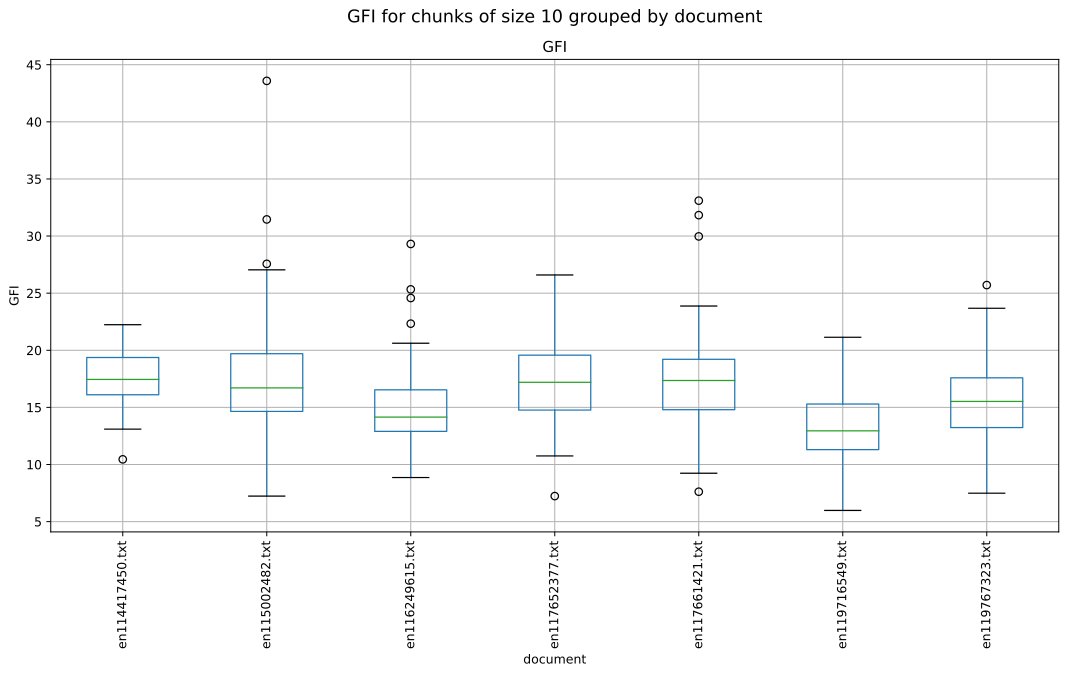 GFI for chunks of size 10 grouped by document
GFI
45
40
35
30
25
20
15
10
5
GFI
en114417450.txt
en115002482.txt
en116249615.txt
en117652377.txt
en117661421.txt
en119716549.txt
en119767323.txt
document